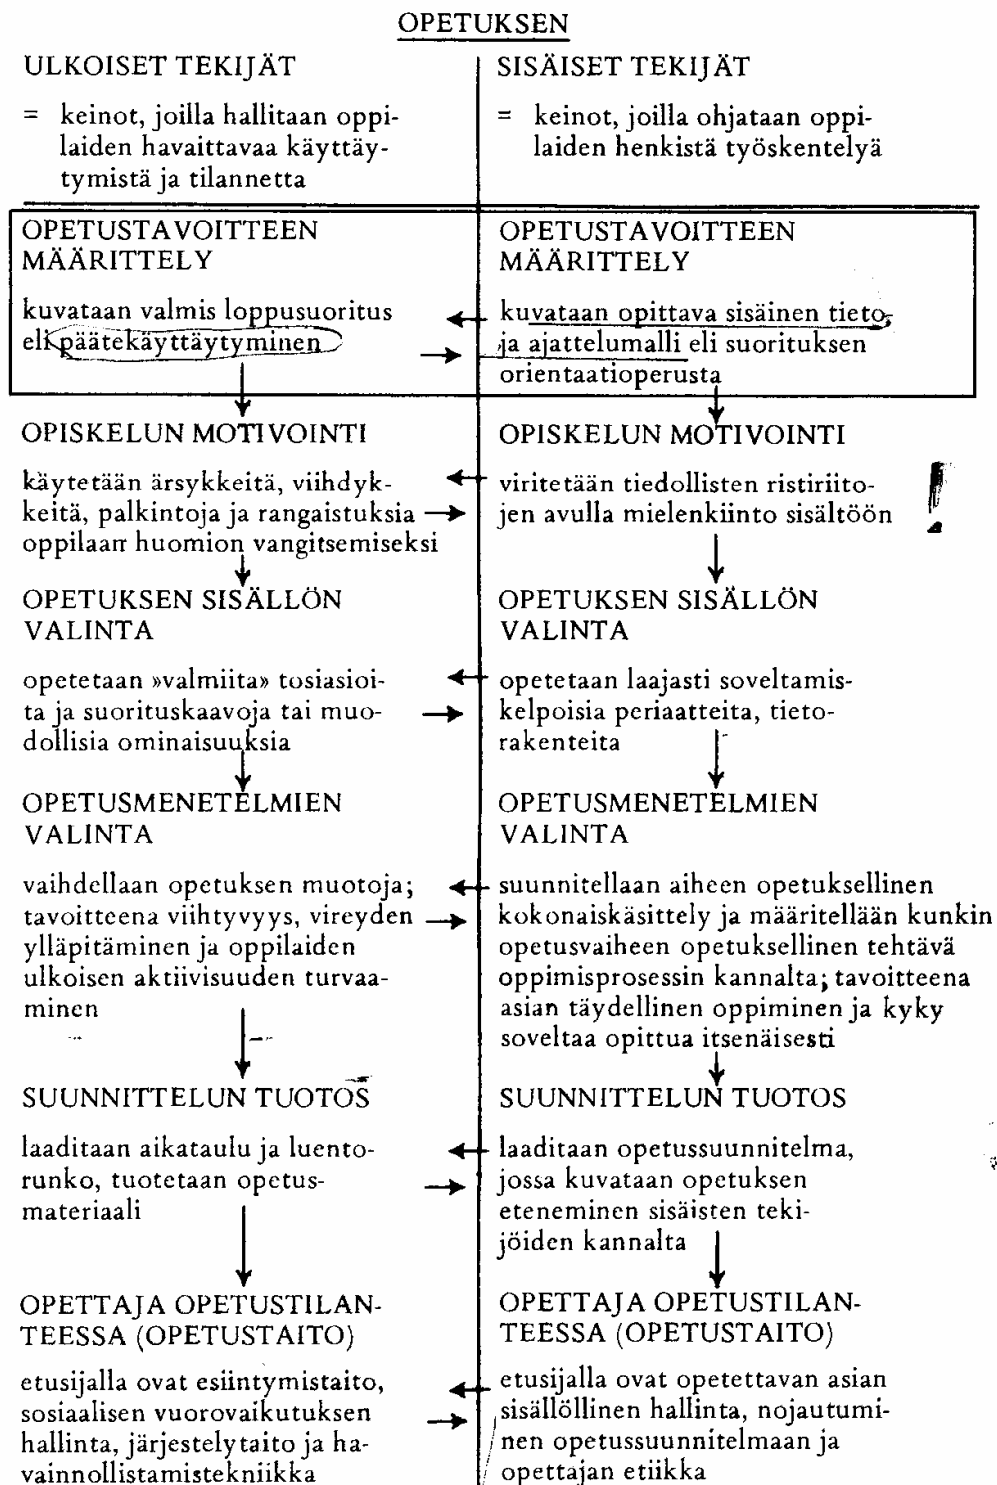 OPETUKSEN
ULKOISET TEKIJÄT
= keinot, joilla hallitaan oppi-
laiden havaittavaa käyttäy-
tymistä ja tilannetta
SISÄISET TEKIJÄT
= keinot, joilla ohjataan oppi-
laiden henkistä työskentelyä
OPETUSTAVOITTEEN
MÄÄRITTELY
kuvataan valmis loppusuoritus
eli päätekäyttäytyminen
OPETUSTAVOITTEEN
MÄÄRITTELY
kuvataan opittava sisäinen tieto,
ja ajattelumalli eli suorituksen
orientaatioperusta
OPISKELUN MOTIVOINTI
käytetään ärsykkeitä, viihdyk-
keitä, palkintoja ja rangaistuksia
oppilaan huomion vangitsemiseksi
OPISKELUN MOTIVOINTI
viritetään tiedollisten ristiriito-
jen avulla mielenkiinto sisältöön
!
OPETUKSEN SISÄLLÖN
VALINTA
opetetaan »valmiita» tosiasioi-
ta ja suorituskaavoja tai muo-
dollisia ominaisuuksia
OPETUKSEN SISÄLLÖN
VALINTA
opetetaan laajasti soveltamis-
kelpoisia periaatteita, tieto-
rakenteita
OPETUSMENETELMIEN
VALINTA
vaihdellaan opetuksen muotoja;
tavoitteena viihtyvyys, vireyden
ylläpitäminen ja oppilaiden
ulkoisen aktiivisuuden turvaa-
minen
OPETUSMENETELMIEN
VALINTA
suunnitellaan aiheen opetuksellinen
kokonaiskäsittely ja määritellään kunkin
opetusvaiheen opetuksellinen tehtävä
oppimisprosessin kannalta; tavoitteena
asian täydellinen oppiminen ja kyky
soveltaa opittua itsenäisesti
SUUNNITTELUN TUOTOS
laaditaan aikataulu ja luento-
runko, tuotetaan opetus-
materiaali
SUUNNITTELUN TUOTOS
laaditaan opetussuunnitelma,
jossa kuvataan opetuksen
eteneminen sisäisten teki-
jöiden kannalta
OPETTAJA OPETUSTILAN-
TEESSA (OPETUSTAITO)
etusijalla ovat esiintymistaito,
sosiaalisen vuorovaikutuksen
hallinta, järjestelytaito ja ha-
vainnollistamistekniikka
OPETTAJA OPETUSTILAN-
TEESSA (OPETUSTAITO)
etusijalla ovat opetettavan asian
sisällöllinen hallinta, nojautumi-
nen opetussuunnitelmaan ja
opettajan etiikka